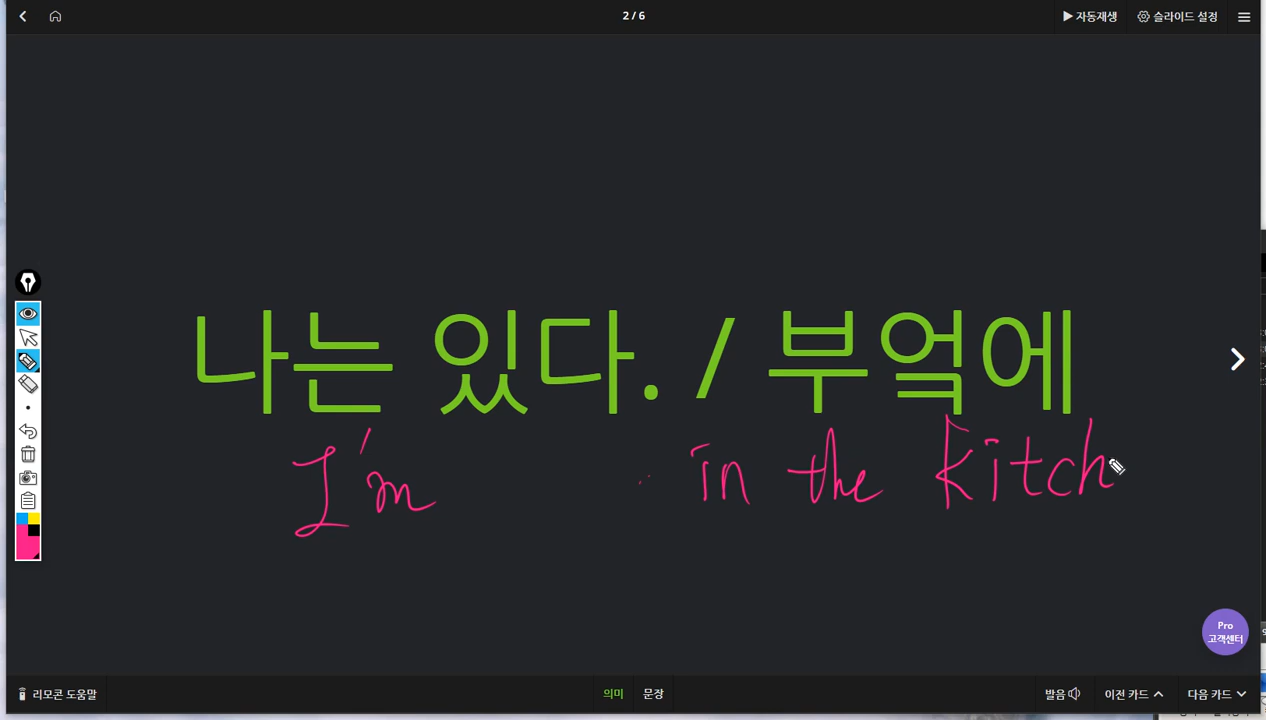 2 / 6
자동재생
슬라이드 설정
나는 있다. / 부엌에
I'm in the Kitch
Pro
고객센터
리모콘 도움말
의미
문장
발음
이전 카드
다음 카드